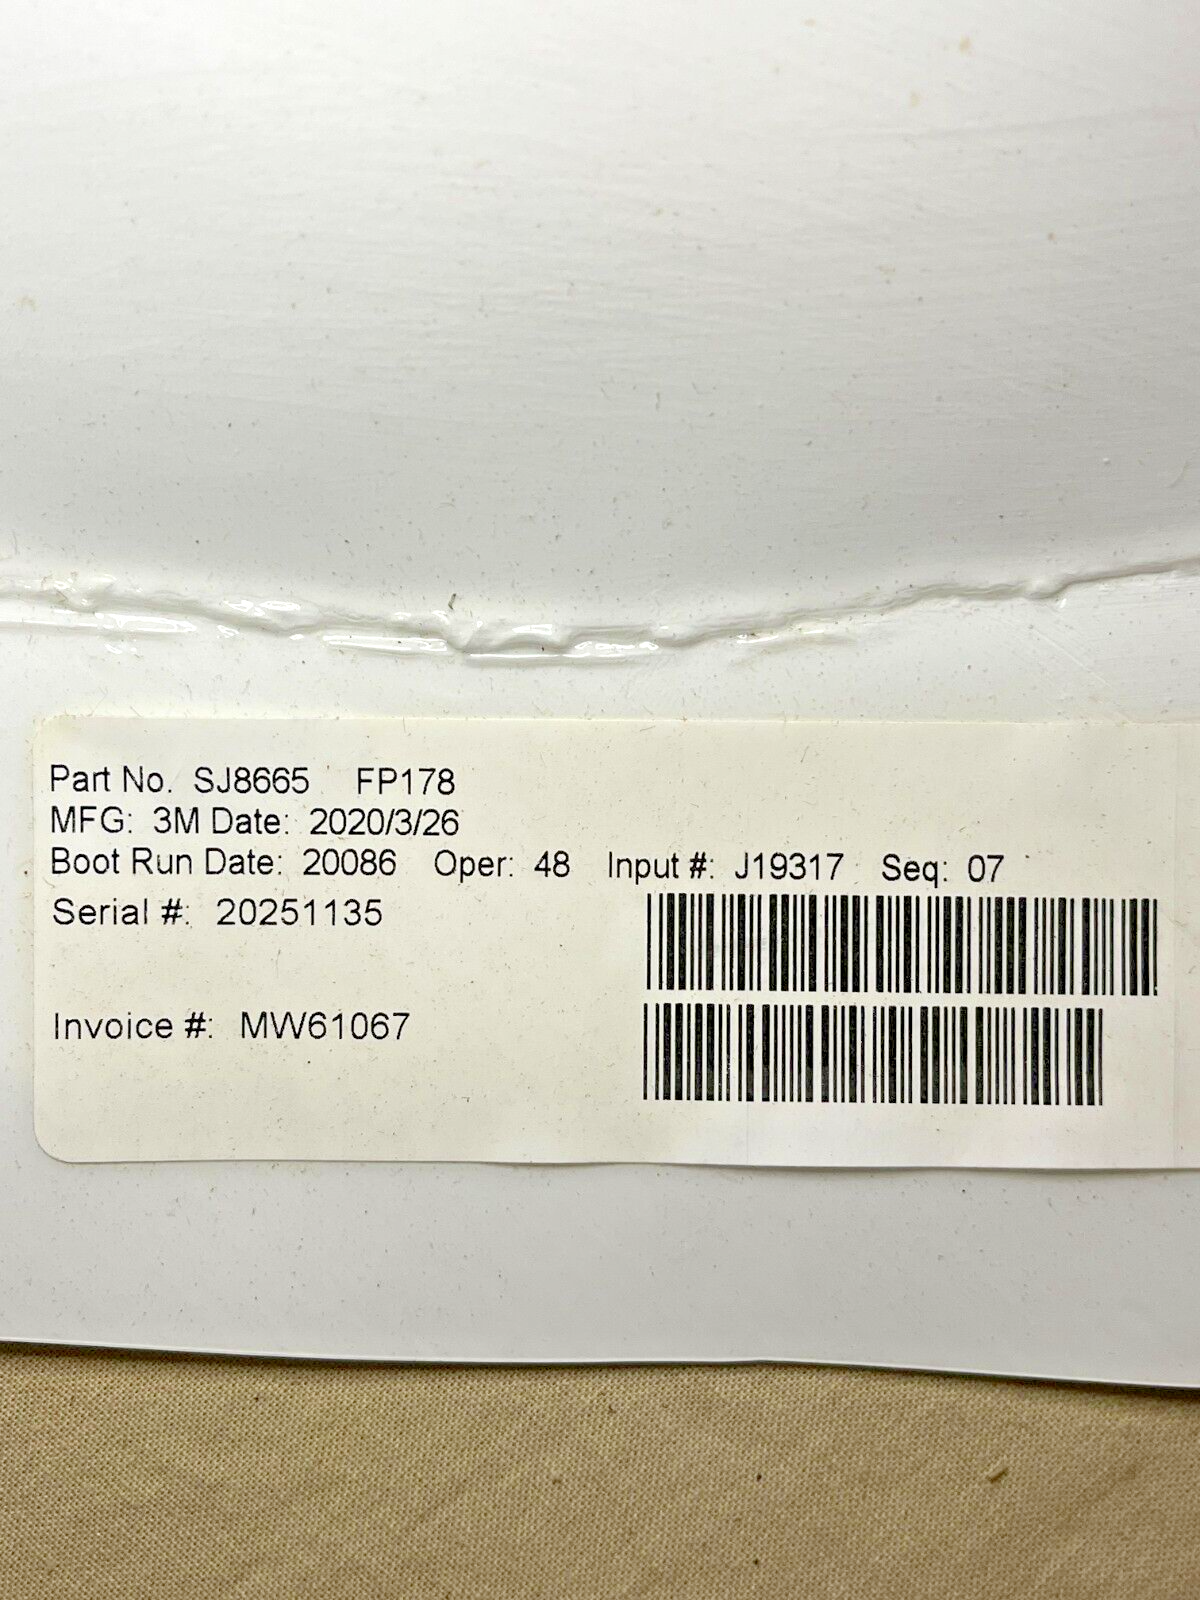 Part No. SJ8665 FP178
MFG: 3M Date: 2020/3/26
Boot Run Date: 20086 Oper: 48 Input #: J19317 Seq: 07
Serial #: 20251135
Invoice #: MW61067